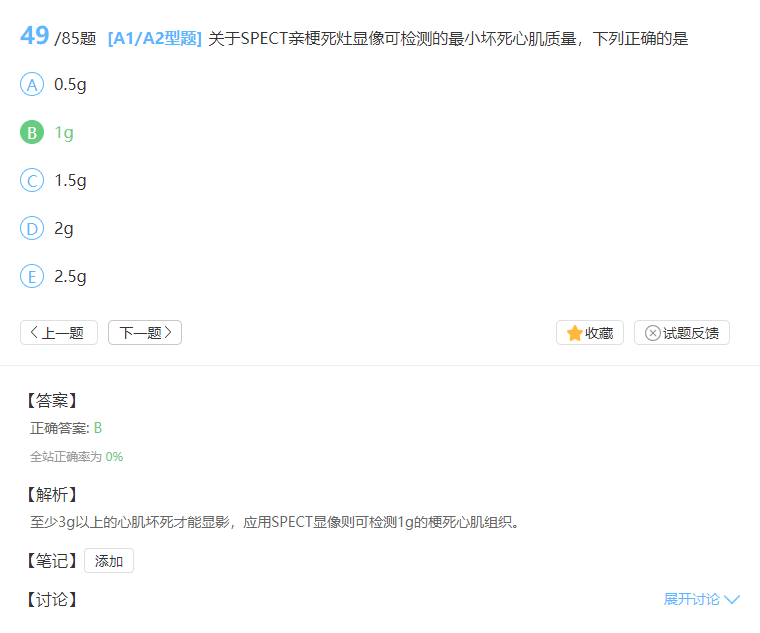 49 /85题 [A1/A2型题] 关于SPECT亲梗死灶显像可检测的最小坏死心肌质量，下列正确的是
A 0.5g
B 1g
C 1.5g
D 2g
E 2.5g
上一题 下一题 收藏 试题反馈
【答案】
正确答案: B
全站正确率为 0%
【解析】
至少3g以上的心肌坏死才能显影，应用SPECT显像则可检测1g的梗死心肌组织。
【笔记】 添加
【讨论】 展开讨论